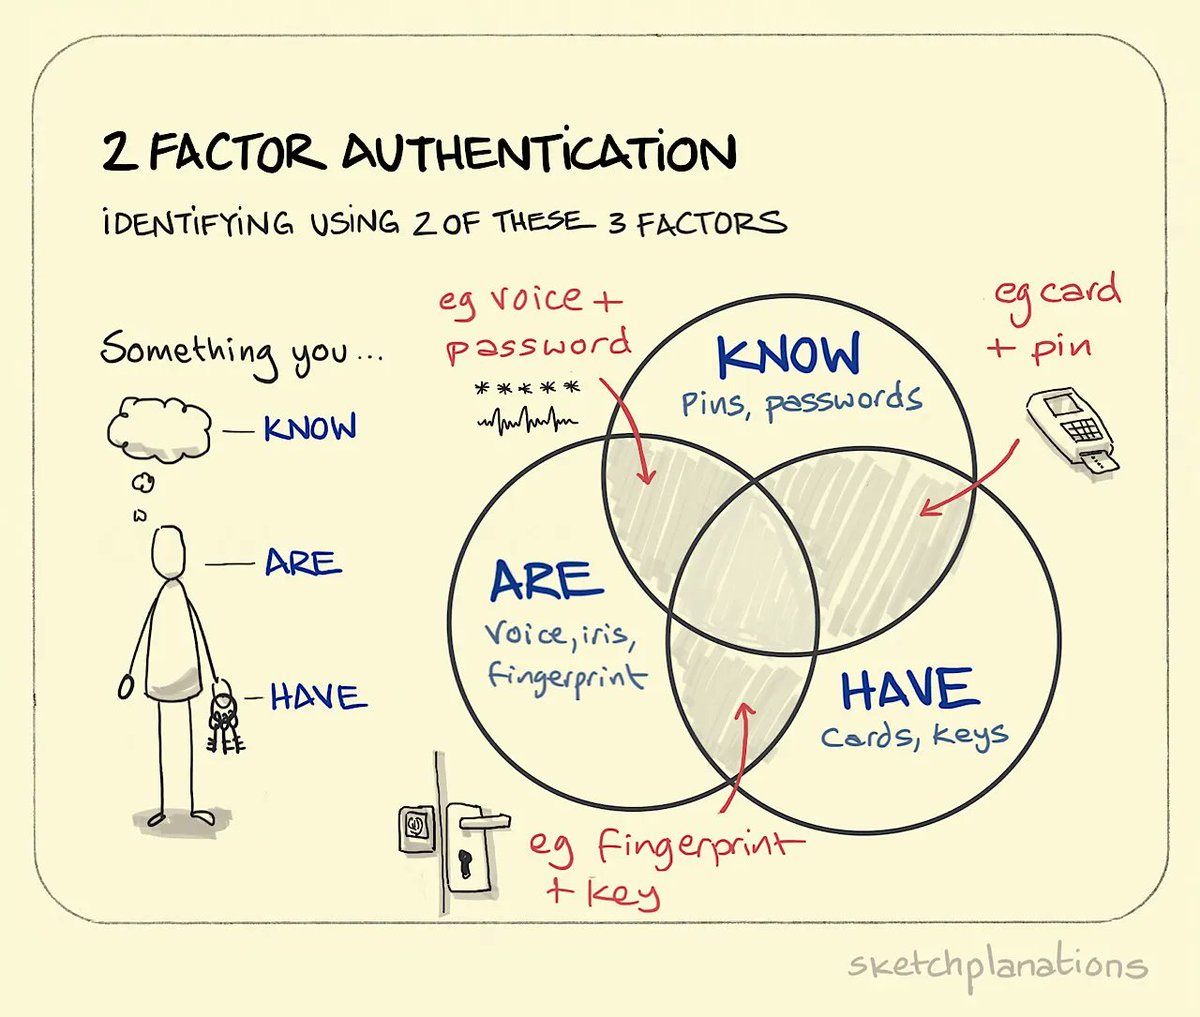 2 FACTOR AUTHENTICATION
IDENTIFYING USING 2 OF THESE 3 FACTORS
Something you...
KNOW
ARE
HAVE
eg voice +
password
*****
KNOW
Pins, passwords
eg card
+ pin
ARE
Voice, iris,
fingerprint
HAVE
Cards, keys
eg fingerprint
+ key
sketchplanations